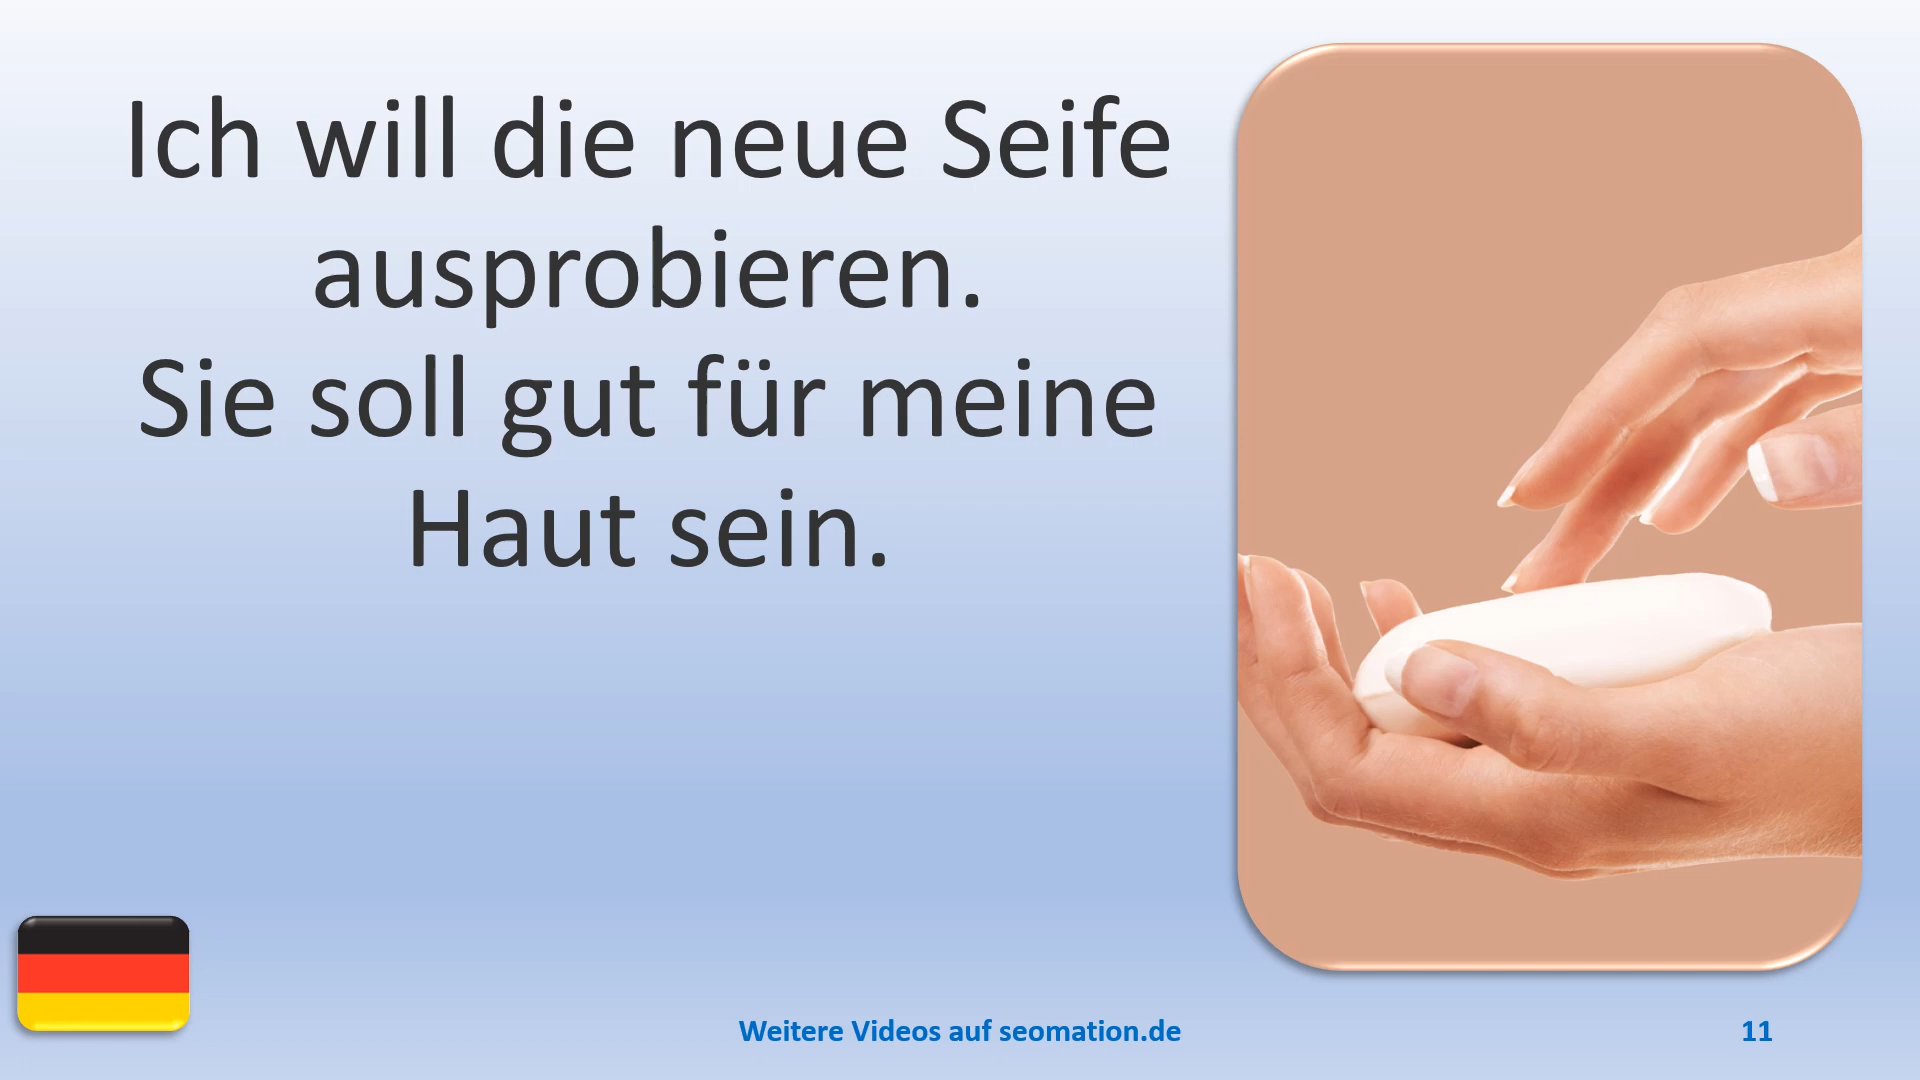 Ich will die neue Seife
ausprobieren.
Sie soll gut für meine
Haut sein.
Weitere Videos auf seomation.de
11